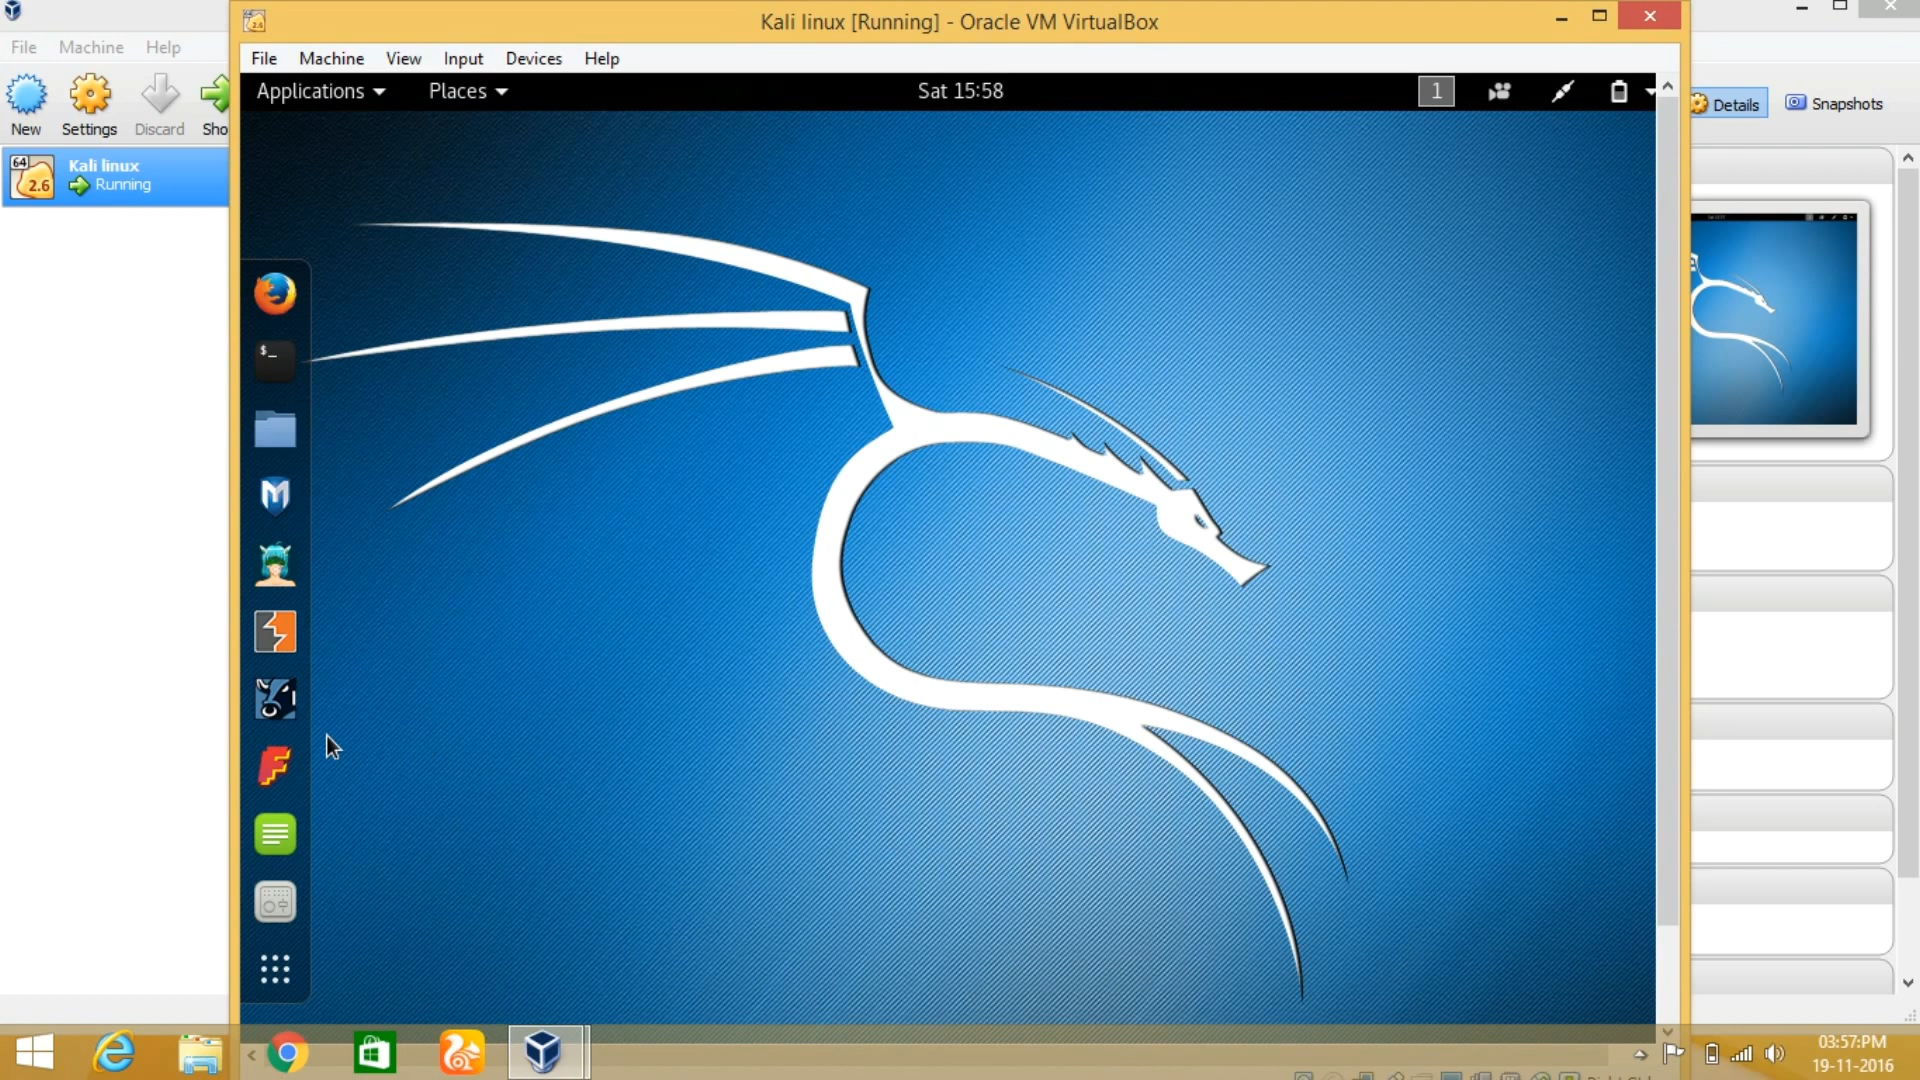 Kali linux [Running] - Oracle VM VirtualBox
File Machine Help
File Machine View Input Devices Help
Applications Places Sat 15:58 1
New Settings Discard Sho
Details Snapshots
64
2.6
Kali linux
Running
$_
03:57:PM
19-11-2016